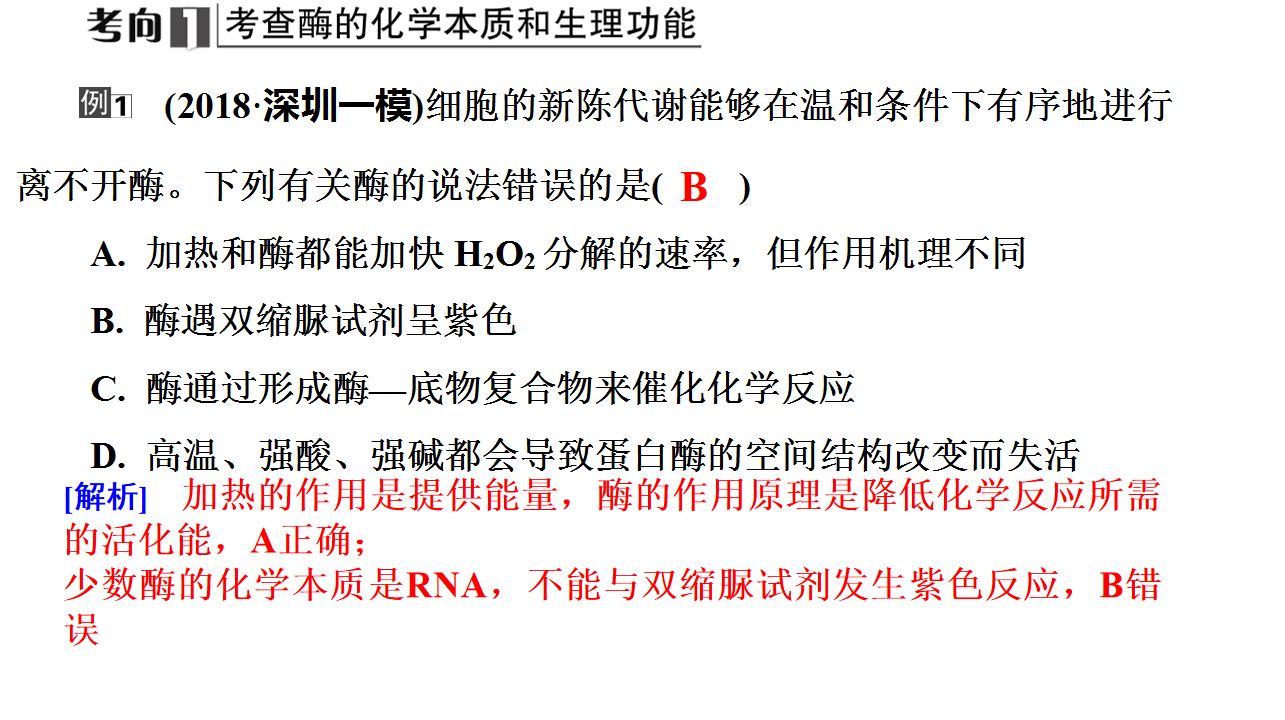 考向1 考查酶的化学本质和生理功能
例1 (2018·深圳一模)细胞的新陈代谢能够在温和条件下有序地进行
离不开酶。下列有关酶的说法错误的是( B )
A. 加热和酶都能加快 H₂O₂ 分解的速率，但作用机理不同
B. 酶遇双缩脲试剂呈紫色
C. 酶通过形成酶—底物复合物来催化化学反应
D. 高温、强酸、强碱都会导致蛋白酶的空间结构改变而失活
[解析] 加热的作用是提供能量，酶的作用原理是降低化学反应所需
的活化能，A正确；
少数酶的化学本质是RNA，不能与双缩脲试剂发生紫色反应，B错
误